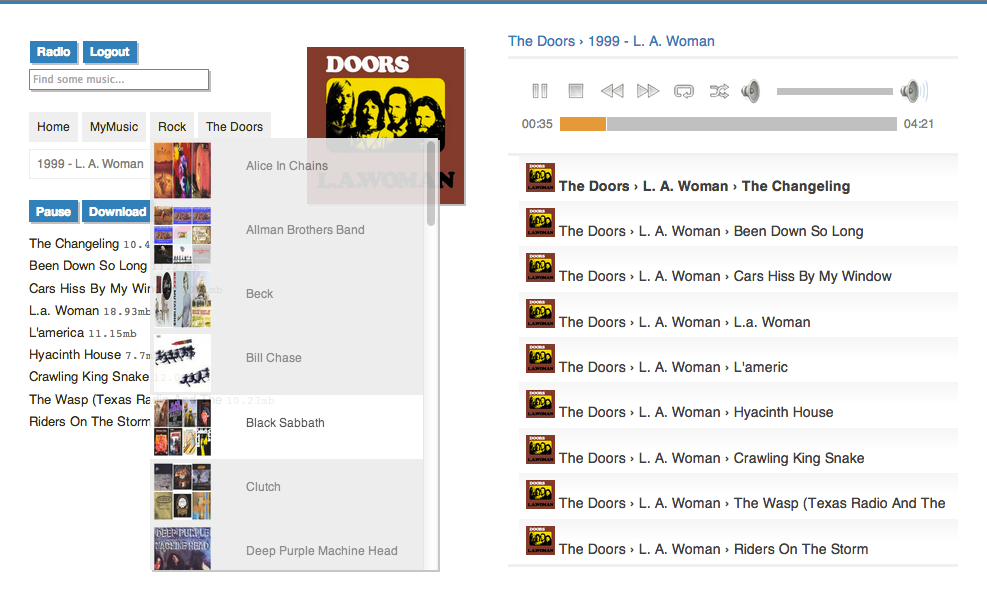 Radio Logout
Find some music...
Home MyMusic Rock The Doors
1999 - L. A. Woman
DOORS
L.A.WOMAN
Pause Download
The Changeling 10.4
Been Down So Long
Cars Hiss By My Win
L.a. Woman 18.93mb
L'america 11.15mb
Hyacinth House 7.7m
Crawling King Snake
The Wasp (Texas Ra The 10.23mb
Riders On The Storm
Alice In Chains
Allman Brothers Band
Beck
Bill Chase
Black Sabbath
Clutch
DEEP PURPLE
MACHINE HEAD
Deep Purple Machine Head
The Doors › 1999 - L. A. Woman
00:35 04:21
The Doors › L. A. Woman › The Changeling
The Doors › L. A. Woman › Been Down So Long
The Doors › L. A. Woman › Cars Hiss By My Window
The Doors › L. A. Woman › L.a. Woman
The Doors › L. A. Woman › L'americ
The Doors › L. A. Woman › Hyacinth House
The Doors › L. A. Woman › Crawling King Snake
The Doors › L. A. Woman › The Wasp (Texas Radio And The
The Doors › L. A. Woman › Riders On The Storm